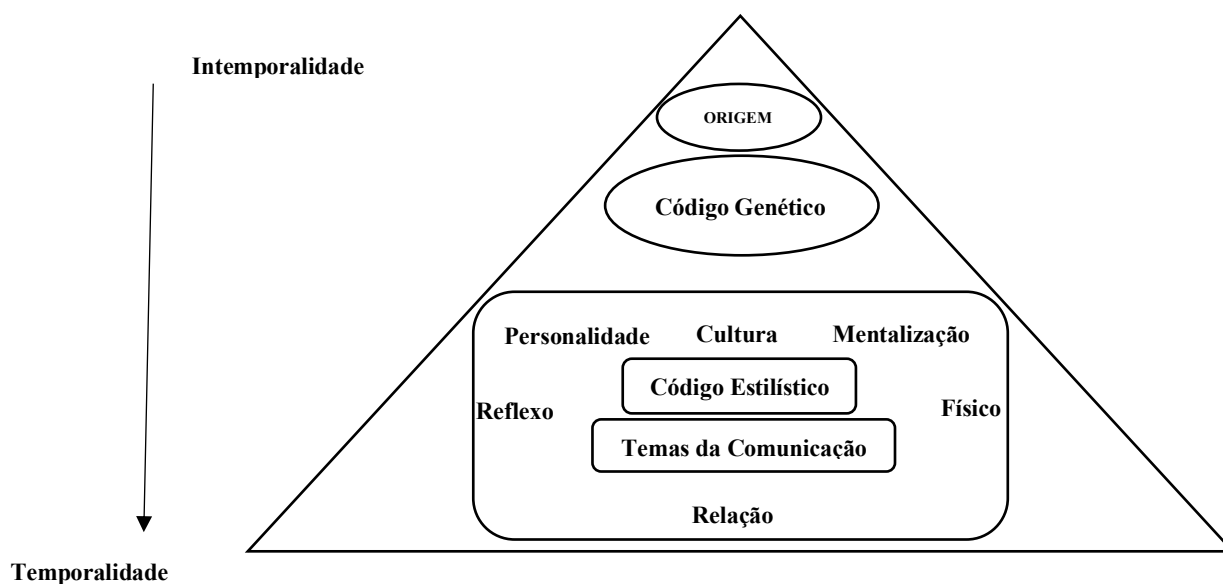 Intemporalidade
ORIGEM
Código Genético
Personalidade Cultura Mentalização
Código Estilístico
Reflexo Físico
Temas da Comunicação
Relação
Temporalidade